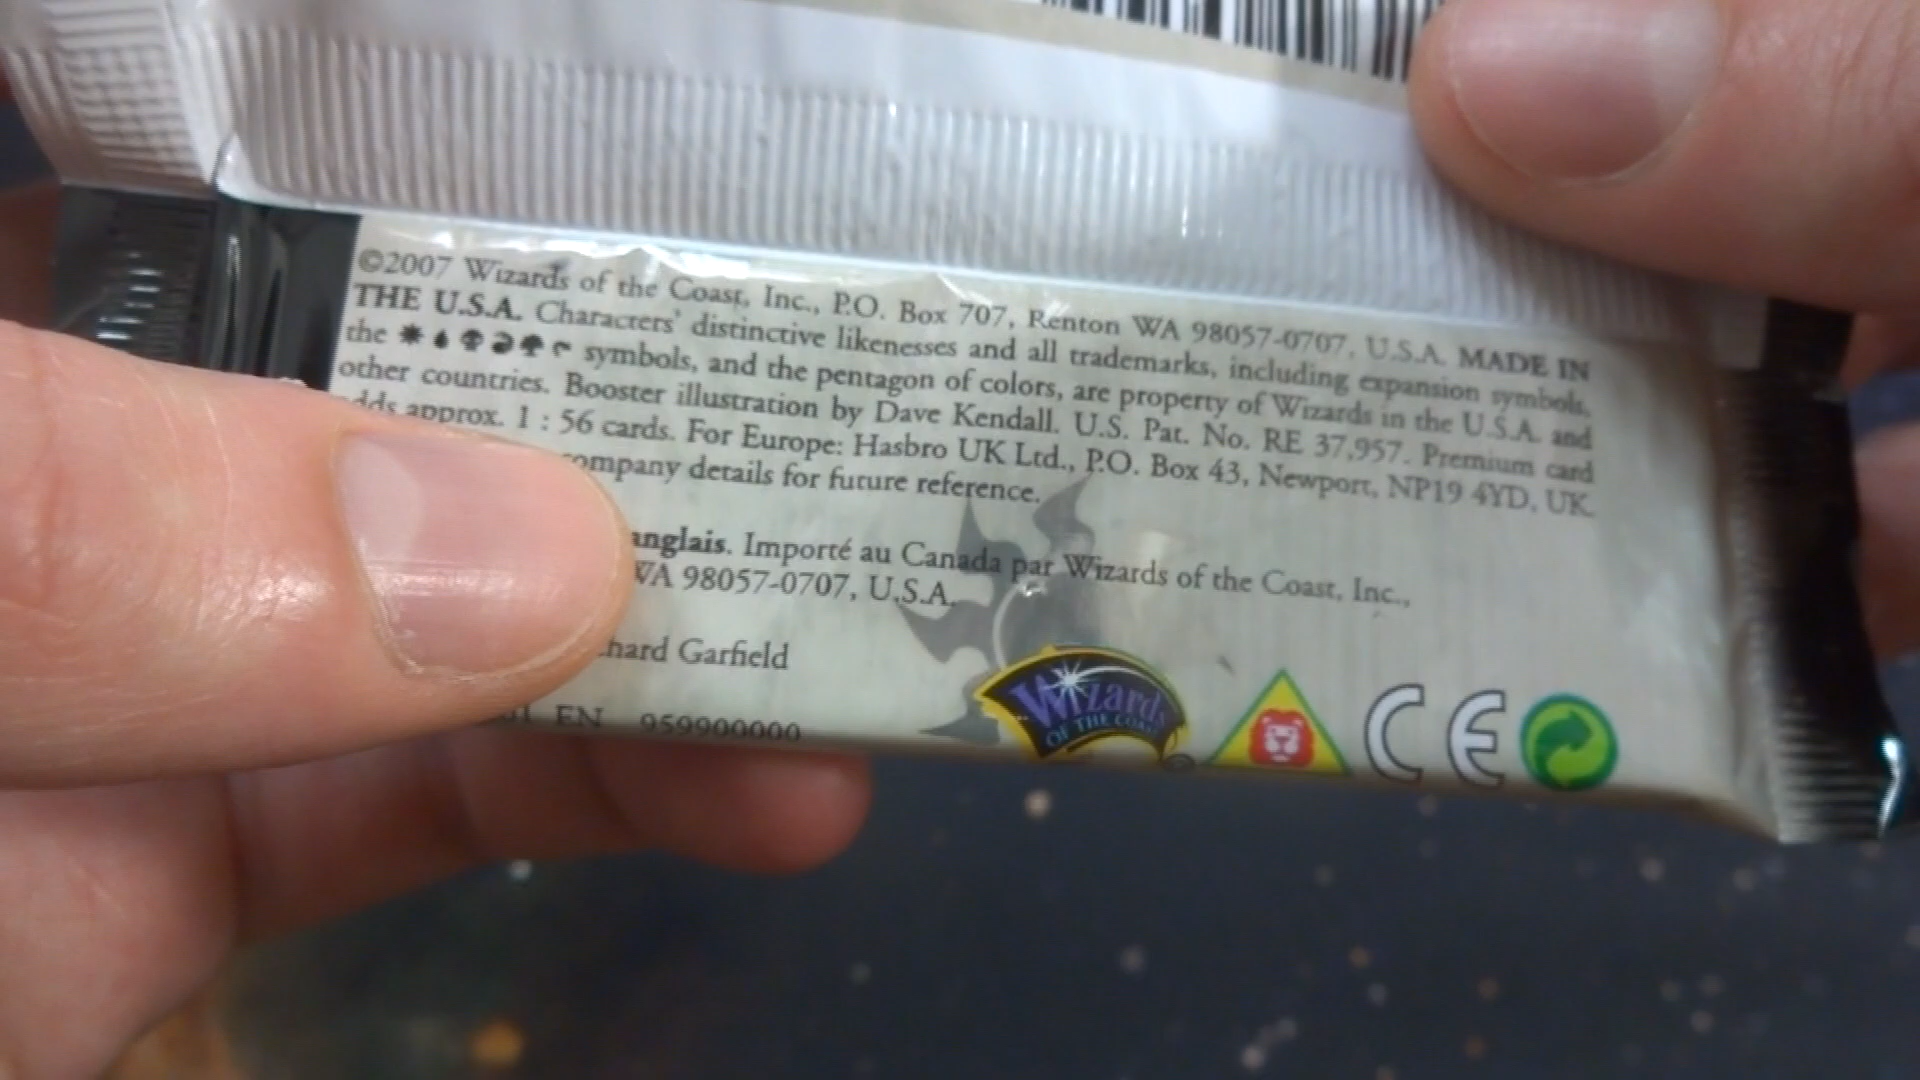 ©2007 Wizards of the Coast, Inc., P.O. Box 707, Renton WA 98057-0707, U.S.A. MADE IN
THE U.S.A. Characters' distinctive likenesses and all trademarks, including expansion symbols,
the symbols, and the pentagon of colors, are property of Wizards in the U.S.A. and
other countries. Booster illustration by Dave Kendall. U.S. Pat. No. RE 37,957. Premium card
approx. 1 : 56 cards. For Europe: Hasbro UK Ltd., P.O. Box 43, Newport, NP19 4YD, UK.
details for future reference.
anglais. Importé au Canada par Wizards of the Coast, Inc.,
WA 98057-0707, U.S.A.
Garfield
EN 959900000
Wizards
OF THE COAST
CE